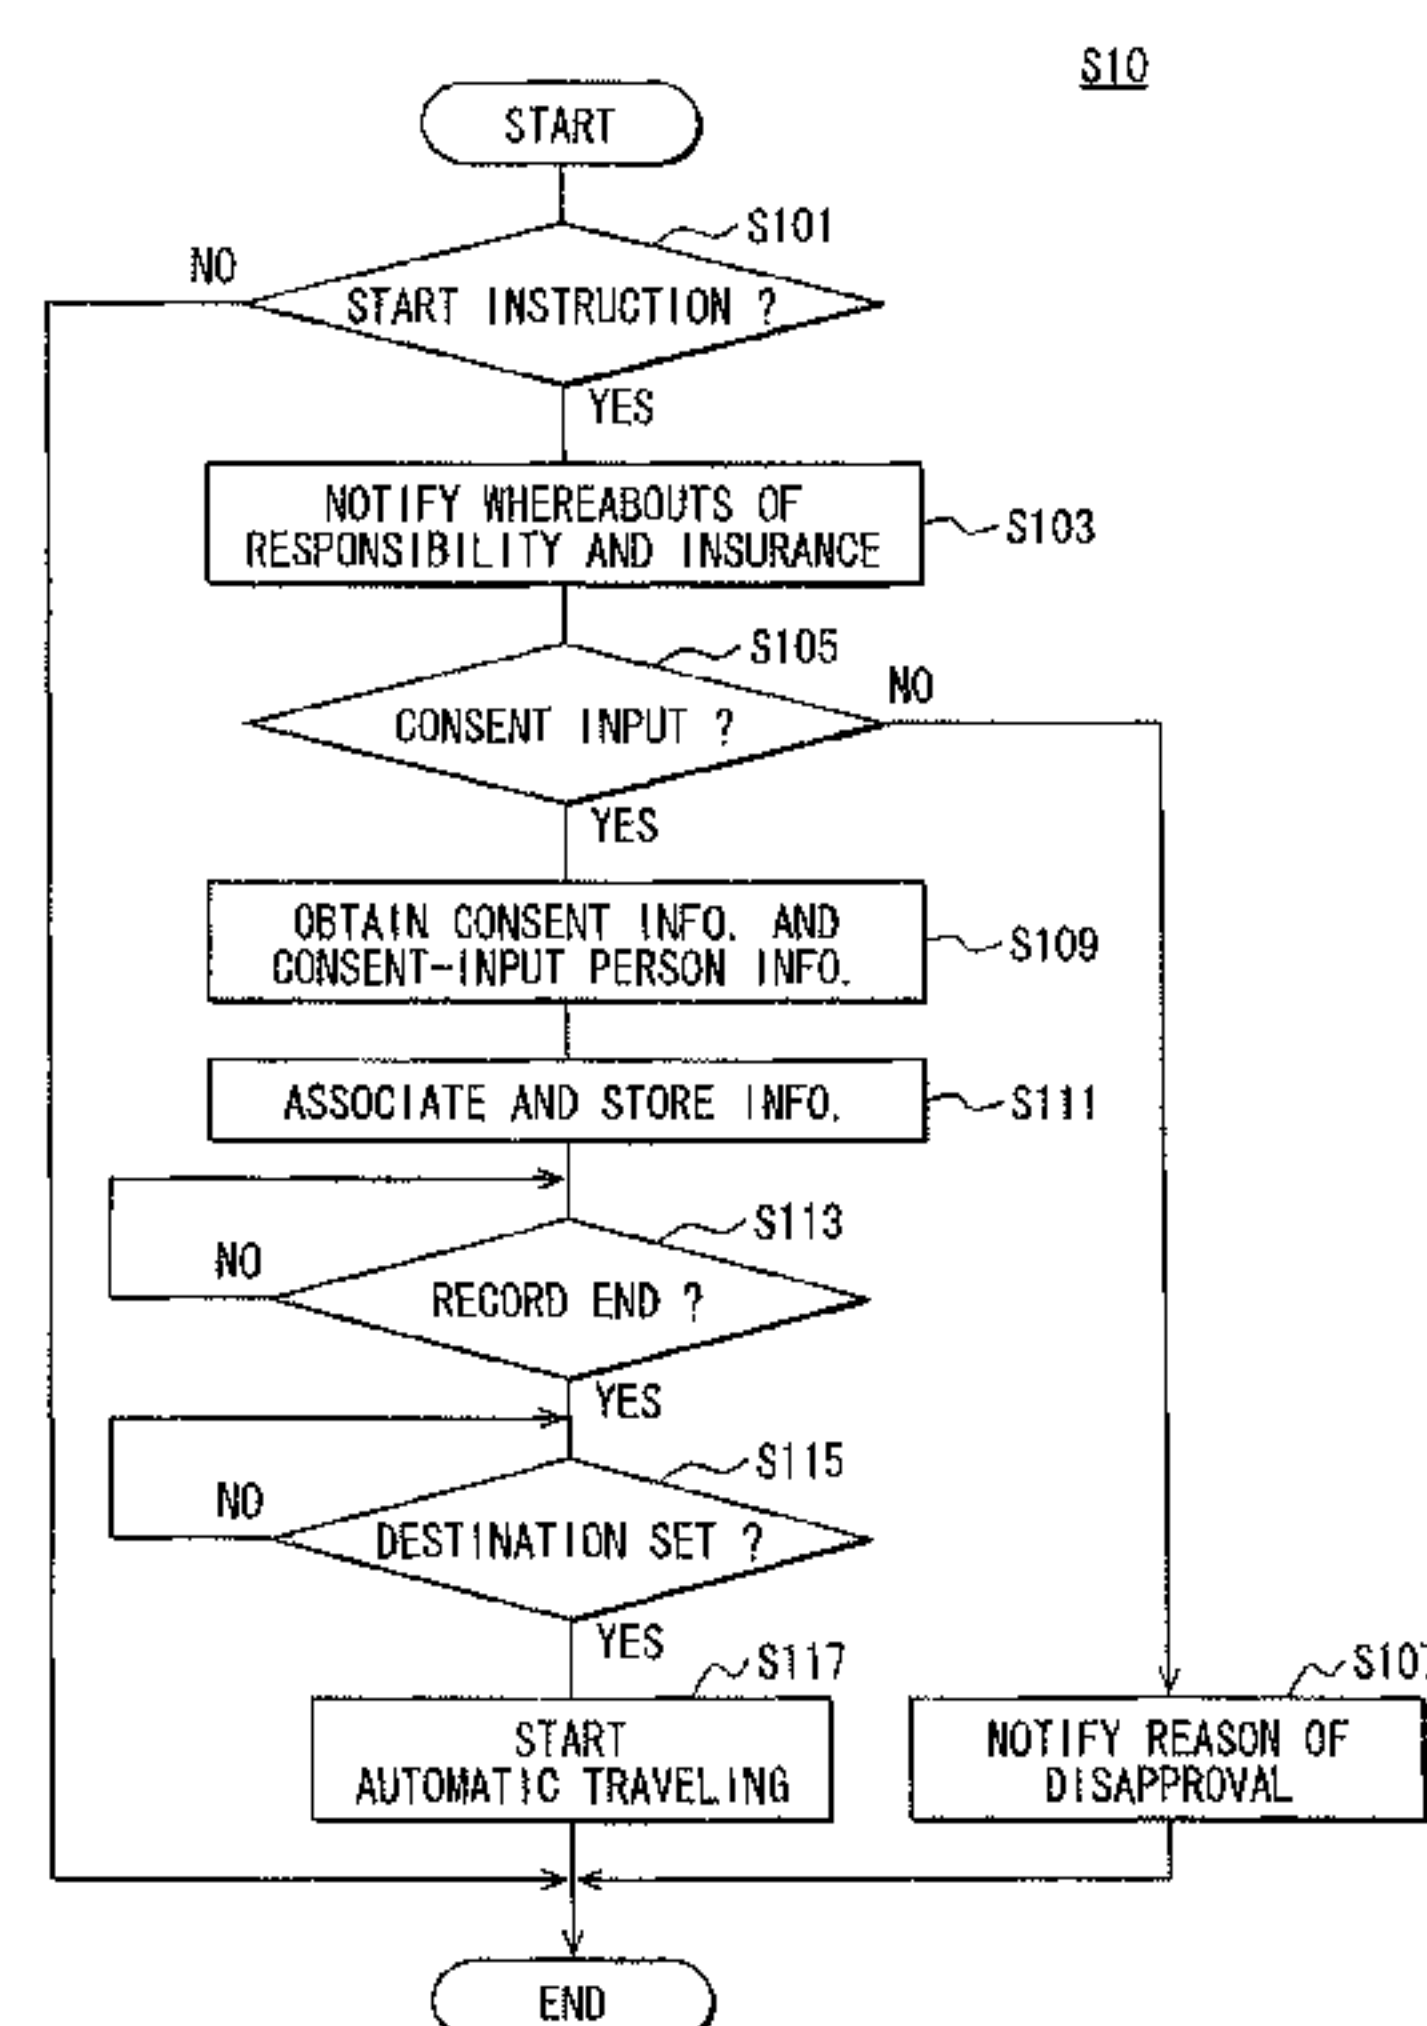 S10
START
S101
NO
START INSTRUCTION ?
YES
NOTIFY WHEREABOUTS OF
RESPONSIBILITY AND INSURANCE
S103
S105
NO
CONSENT INPUT ?
YES
OBTAIN CONSENT INFO. AND
CONSENT-INPUT PERSON INFO.
S109
ASSOCIATE AND STORE INFO.
S111
S113
NO
RECORD END ?
YES
S115
NO
DESTINATION SET ?
YES
S117
START
AUTOMATIC TRAVELING
NOTIFY REASON OF
DISAPPROVAL
END